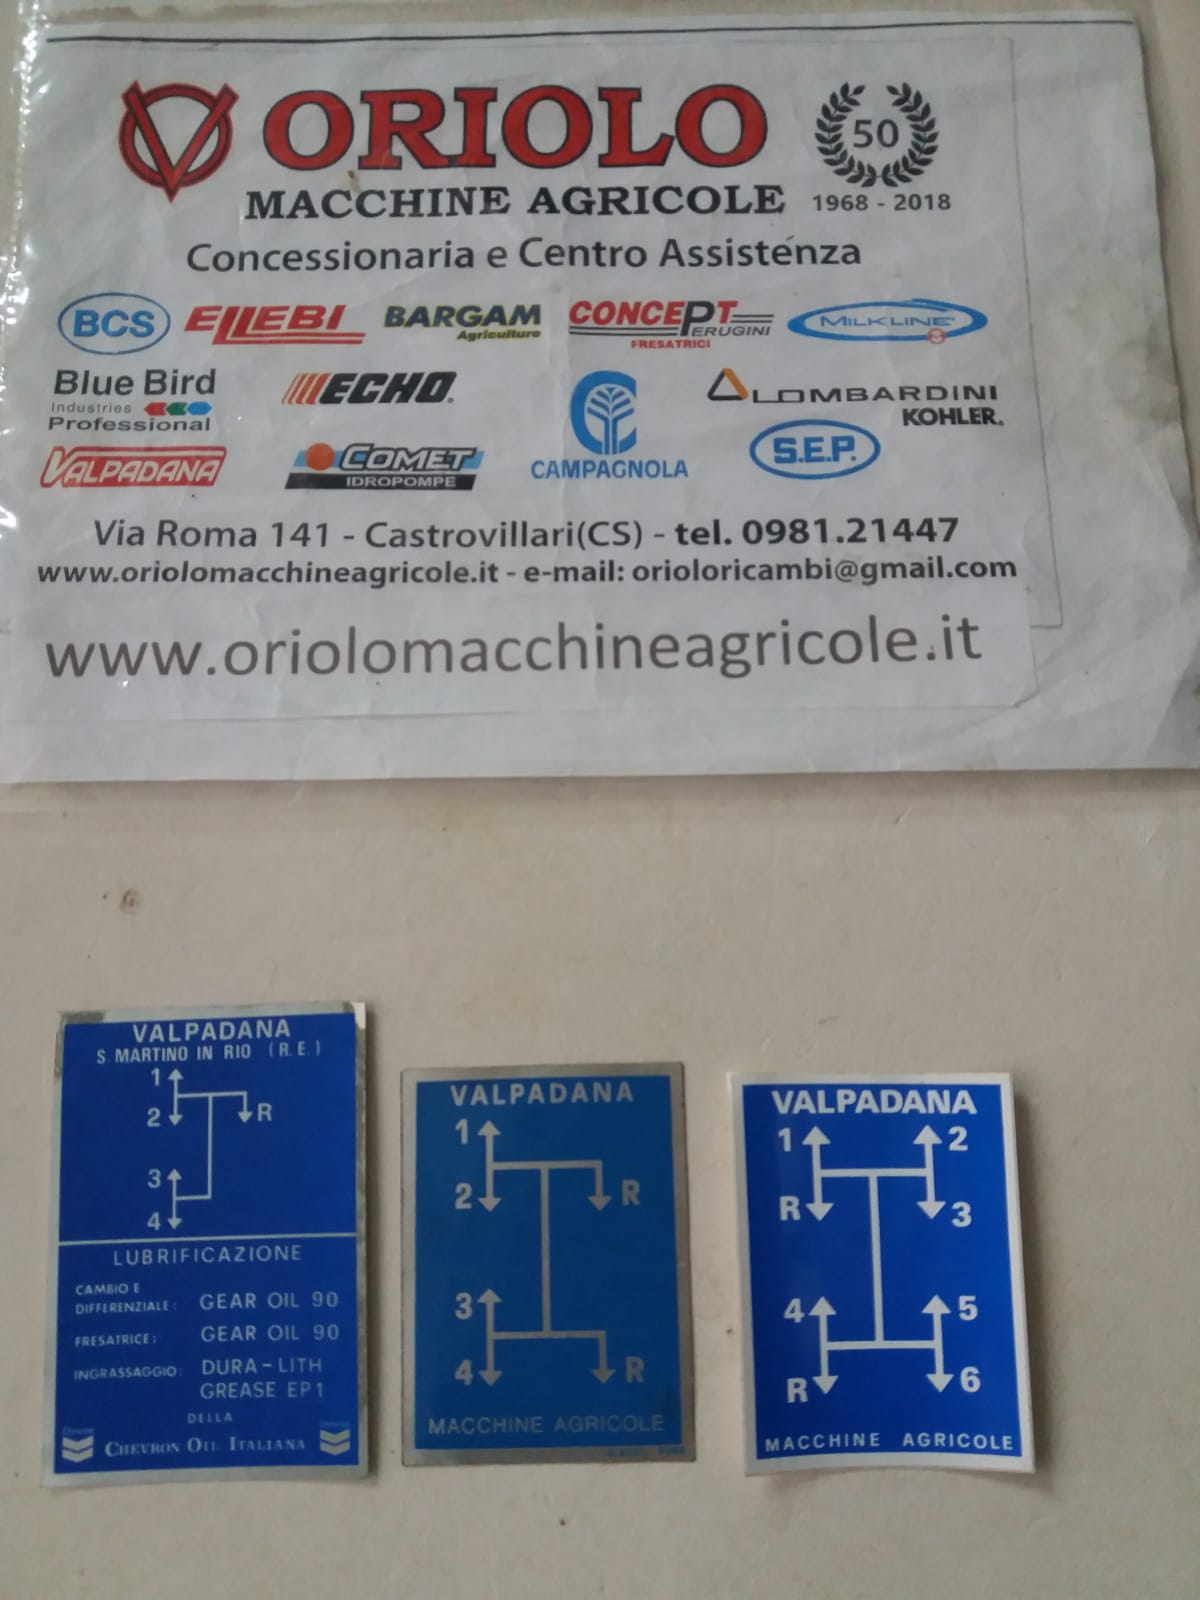 ORIOLO
MACCHINE AGRICOLE
50
1968 - 2018
Concessionaria e Centro Assistenza
BCS
ELLEBI
BARGAM
Agriculture
CONCEPT
PERUGINI
FRESATRICI
MILKLINE
Blue Bird
Industries
Professional
ECHO
CAMPAGNOLA
LOMBARDINI
KOHLER
VALPADANA
COMET
IDROPOMPE
S.E.P.
Via Roma 141 - Castrovillari(CS) - tel. 0981.21447
www.oriolomacchineagricole.it - e-mail: orioloricambi@gmail.com
www.oriolomacchineagricole.it
VALPADANA
S. MARTINO IN RIO (R.E.)
1
2 R
3
4
LUBRIFICAZIONE
CAMBIO E
DIFFERENZIALE: GEAR OIL 90
FRESATRICE: GEAR OIL 90
INGRASSAGGIO: DURA-LITH
GREASE EP1
DELLA
CHEVRON OIL ITALIANA
VALPADANA
1
2 R
3
4 R
MACCHINE AGRICOLE
VALPADANA
1 2
R 3
4 5
R 6
MACCHINE AGRICOLE